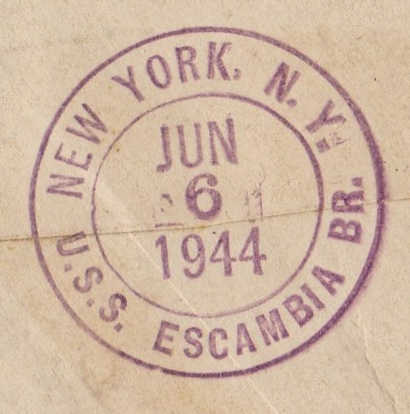 NEW YORK, N.Y.
JUN
6
1944
U.S.S. ESCAMBIA BR.